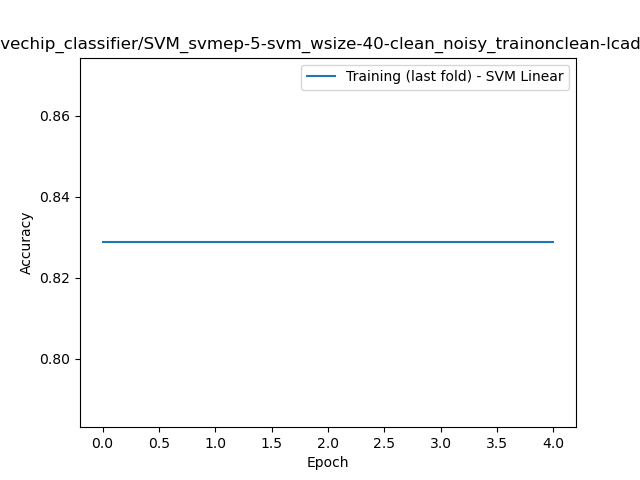 vechip_classifier/SVM_svmep-5-svm_wsize-40-clean_noisy_trainonclean-lcad
Training (last fold) - SVM Linear
0.86
0.84
0.82
0.80
Accuracy
0.0 0.5 1.0 1.5 2.0 2.5 3.0 3.5 4.0
Epoch